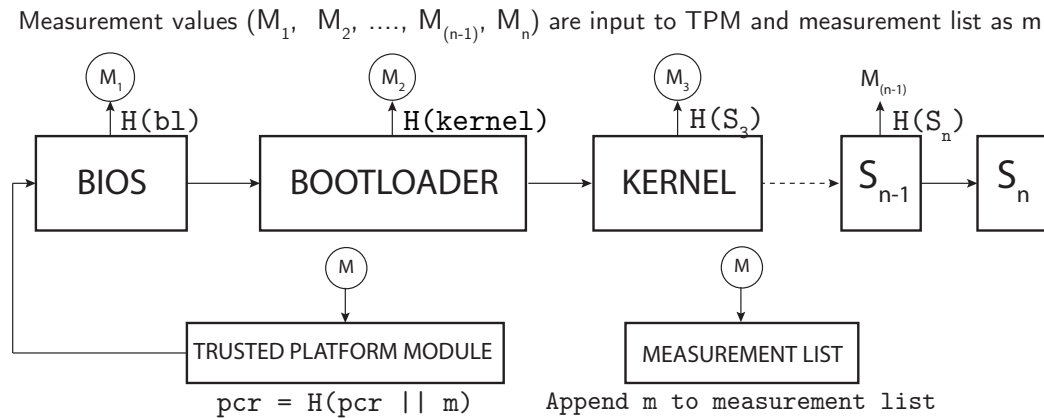 Measurement values (M₁, M₂, ...., M₍ₙ₋₁₎, Mₙ) are input to TPM and measurement list as m
M₁ M₂ M₃ M₍ₙ₋₁₎
H(bl) H(kernel) H(S₃) H(Sₙ)
BIOS BOOTLOADER KERNEL Sₙ₋₁ Sₙ
M M
TRUSTED PLATFORM MODULE MEASUREMENT LIST
pcr = H(pcr || m) Append m to measurement list